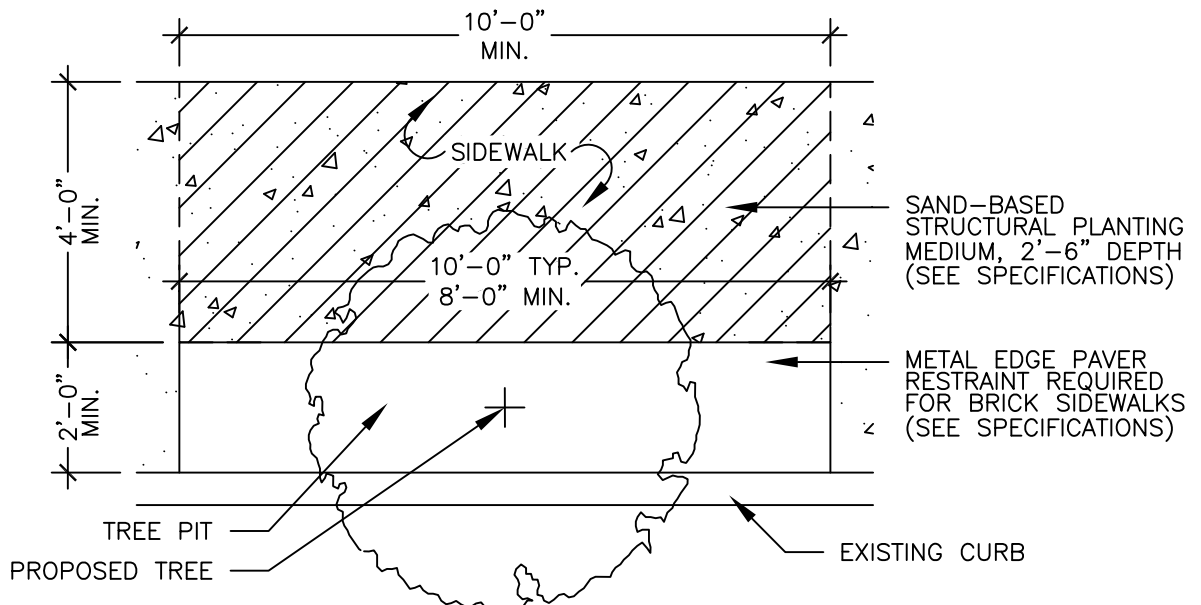 10'-0"
MIN.
SIDEWALK
4'-0"
MIN.
SAND-BASED
STRUCTURAL PLANTING
MEDIUM, 2'-6" DEPTH
(SEE SPECIFICATIONS)
10'-0" TYP.
8'-0" MIN.
2'-0"
MIN.
METAL EDGE PAVER
RESTRAINT REQUIRED
FOR BRICK SIDEWALKS
(SEE SPECIFICATIONS)
TREE PIT
PROPOSED TREE
EXISTING CURB